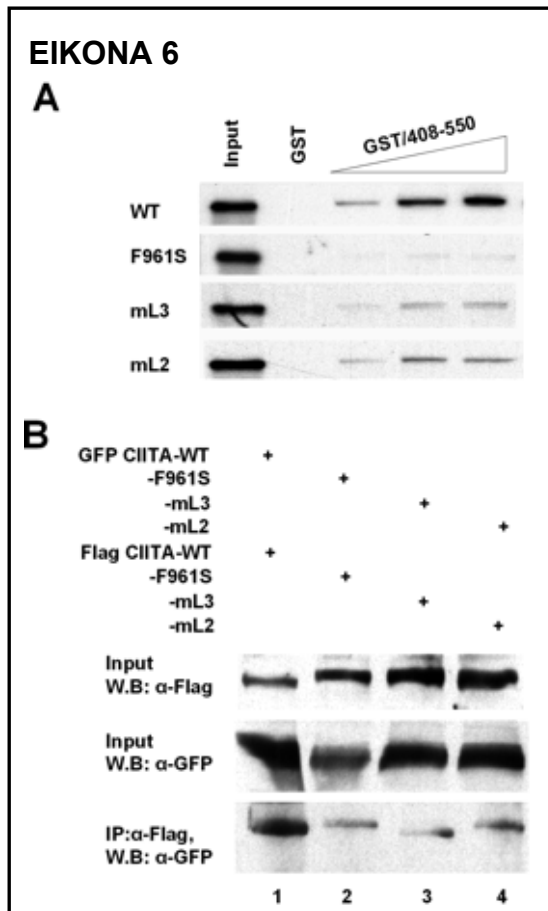 ΕΙΚΟΝΑ 6
A
Input
GST
GST/408-550
WT
F961S
mL3
mL2
B
GFP CIITA-WT +
-F961S +
-mL3 +
-mL2 +
Flag CIITA-WT +
-F961S +
-mL3 +
-mL2 +
Input
W.B: α-Flag
Input
W.B: α-GFP
IP:α-Flag,
W.B: α-GFP
1 2 3 4